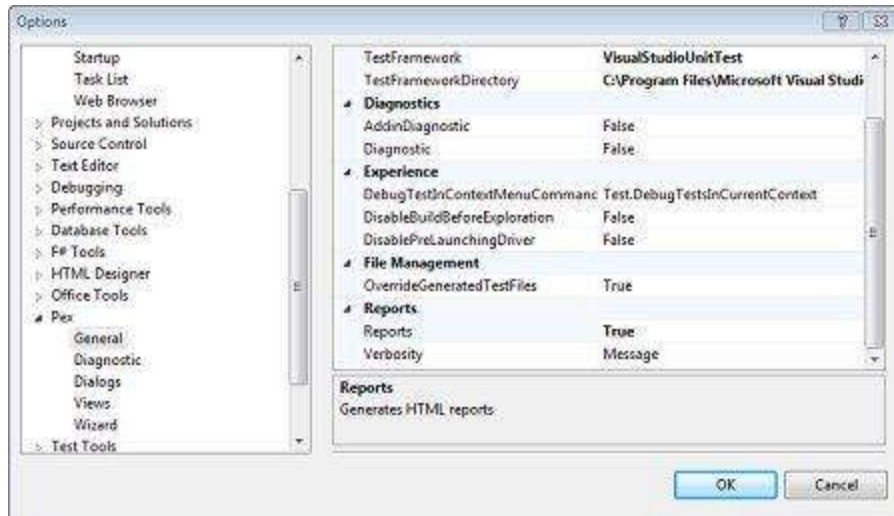 Options
Startup
Task List
Web Browser
Projects and Solutions
Source Control
Text Editor
Debugging
Performance Tools
Database Tools
F# Tools
HTML Designer
Office Tools
Pex
General
Diagnostic
Dialogs
Views
Wizard
Test Tools
TestFramework VisualStudioUnitTest
TestFrameworkDirectory C:\Program Files\Microsoft Visual Studi
Diagnostics
AddinDiagnostic False
Diagnostic False
Experience
DebugTestInContextMenuCommanc Test.DebugTestsInCurrentContext
DisableBuildBeforeExploration False
DisablePreLaunchingDriver False
File Management
OverrideGeneratedTestFiles True
Reports
Reports True
Verbosity Message
Reports
Generates HTML reports
OK Cancel